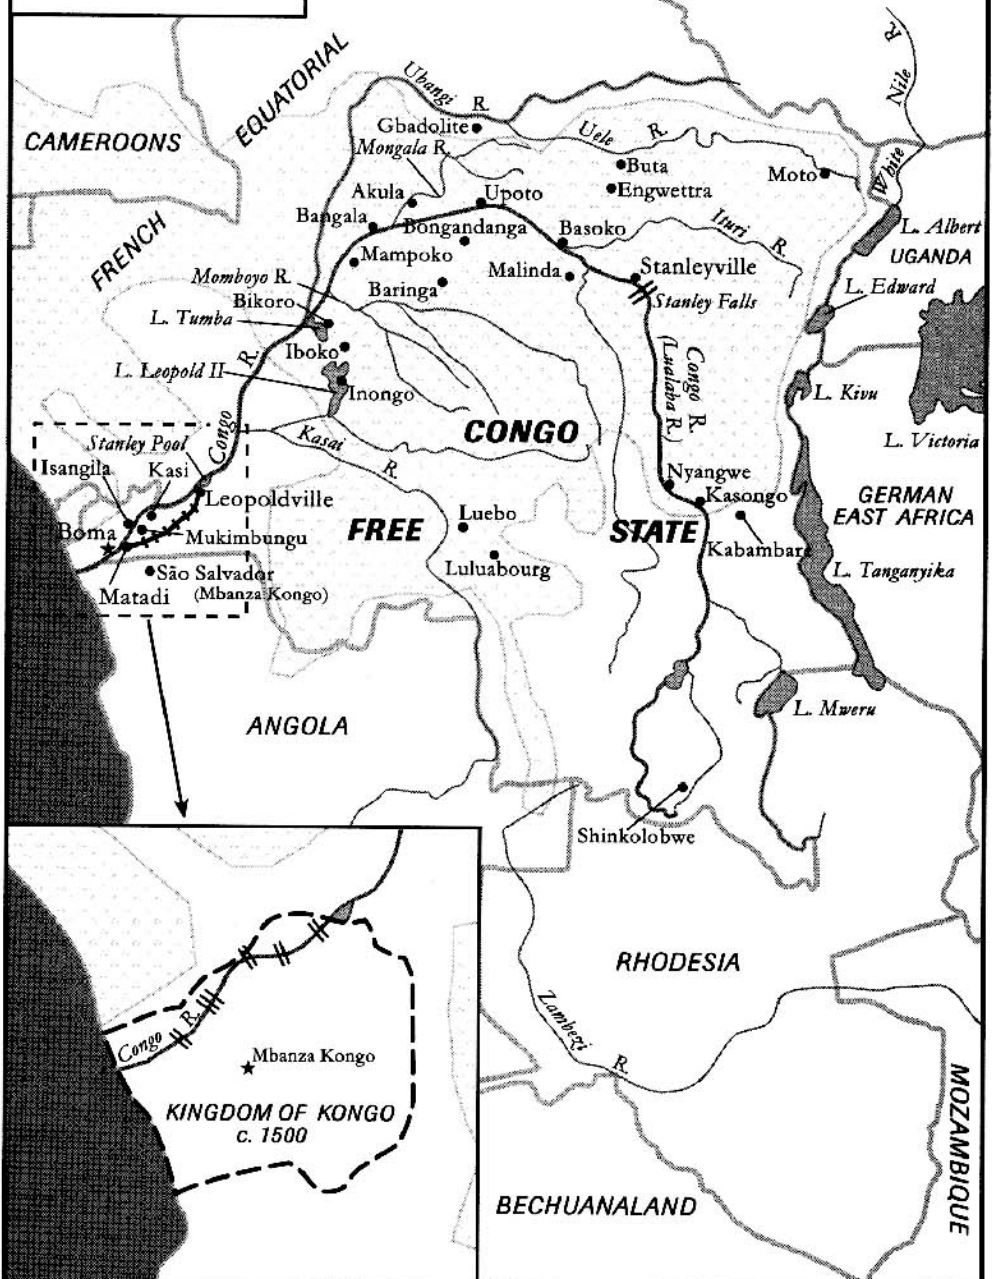 EQUATORIAL
Ubangi R.
R.
Nile
CAMEROONS
Gbadolite
Mongala R.
Uele R.
Buta
Moto
White
Akula
Upoto
Engwettra
FRENCH
Bangala
Bongandanga
Basoko
Ituri R.
L. Albert
UGANDA
Mampoko
Malinda
Stanleyville
Momboyo R.
Baringa
Stanley Falls
L. Edward
Bikoro
L. Tumba
Iboko
R.
L. Leopold II
Congo R.
(Lualaba R.)
Inongo
L. Kivu
Congo
CONGO
Kasai R.
L. Victoria
Stanley Pool
Isangila
Kasi
Nyangwe
Leopoldville
Kasongo
GERMAN
EAST AFRICA
Luebo
FREE
STATE
Boma
Mukimbungu
Kabambare
Luluabourg
São Salvador
(Mbanza Kongo)
L. Tanganyika
Matadi
ANGOLA
L. Mweru
Shinkolobwe
RHODESIA
Zambezi R.
Congo R.
Mbanza Kongo
KINGDOM OF KONGO
c. 1500
MOZAMBIQUE
BECHUANALAND